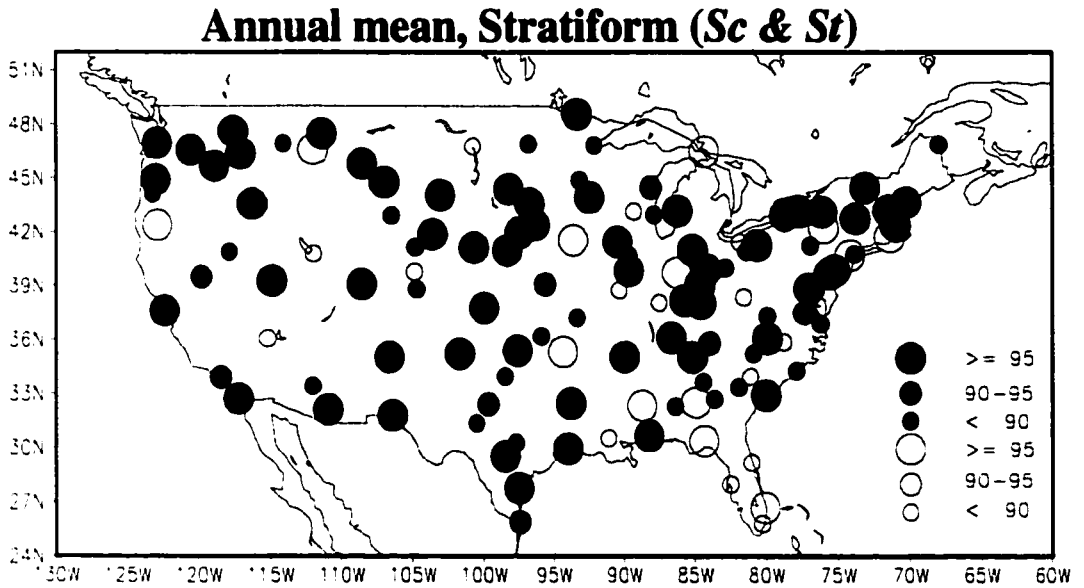 Annual mean, Stratiform (Sc & St)
51N
48N
45N
42N
39N
36N
33N
30N
27N
24N
>= 95
90-95
< 90
>= 95
90-95
< 90
130W 125W 120W 115W 110W 105W 100W 95W 90W 85W 80W 75W 70W 65W 60W